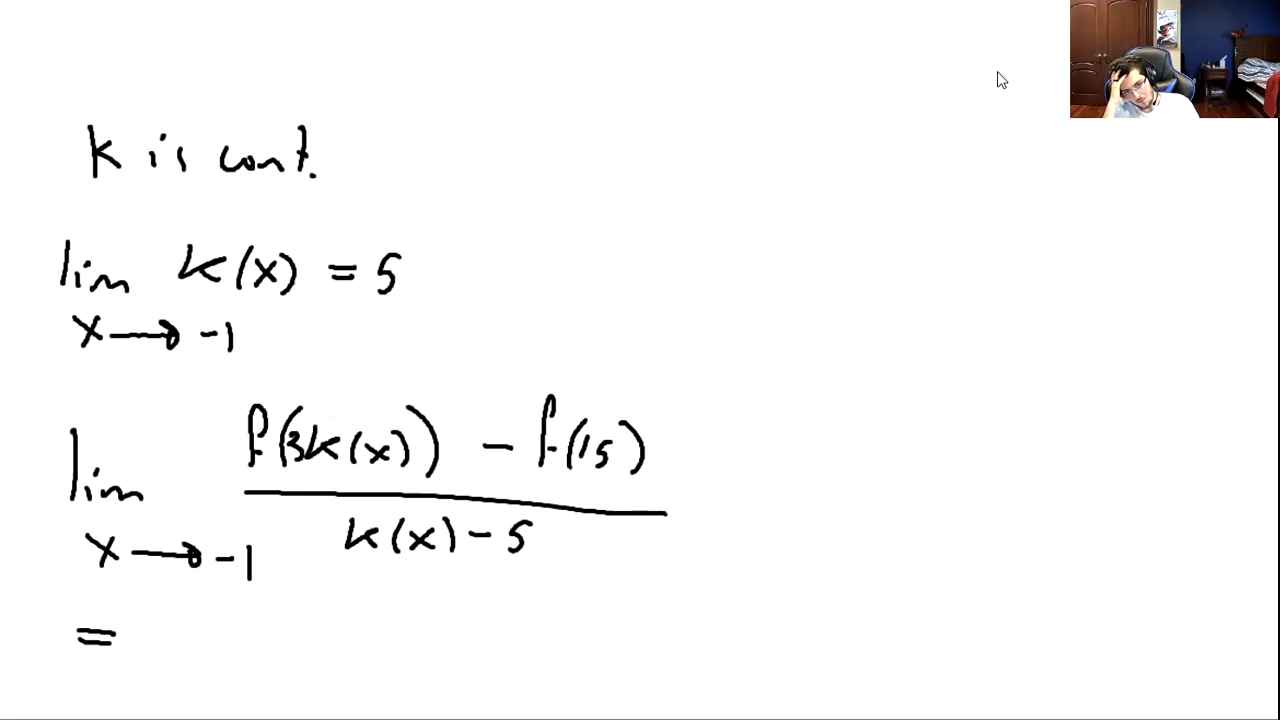 K is cont.
lim k(x) = 5
x → -1
lim f(3k(x)) - f(15)
x → -1 k(x) - 5
=